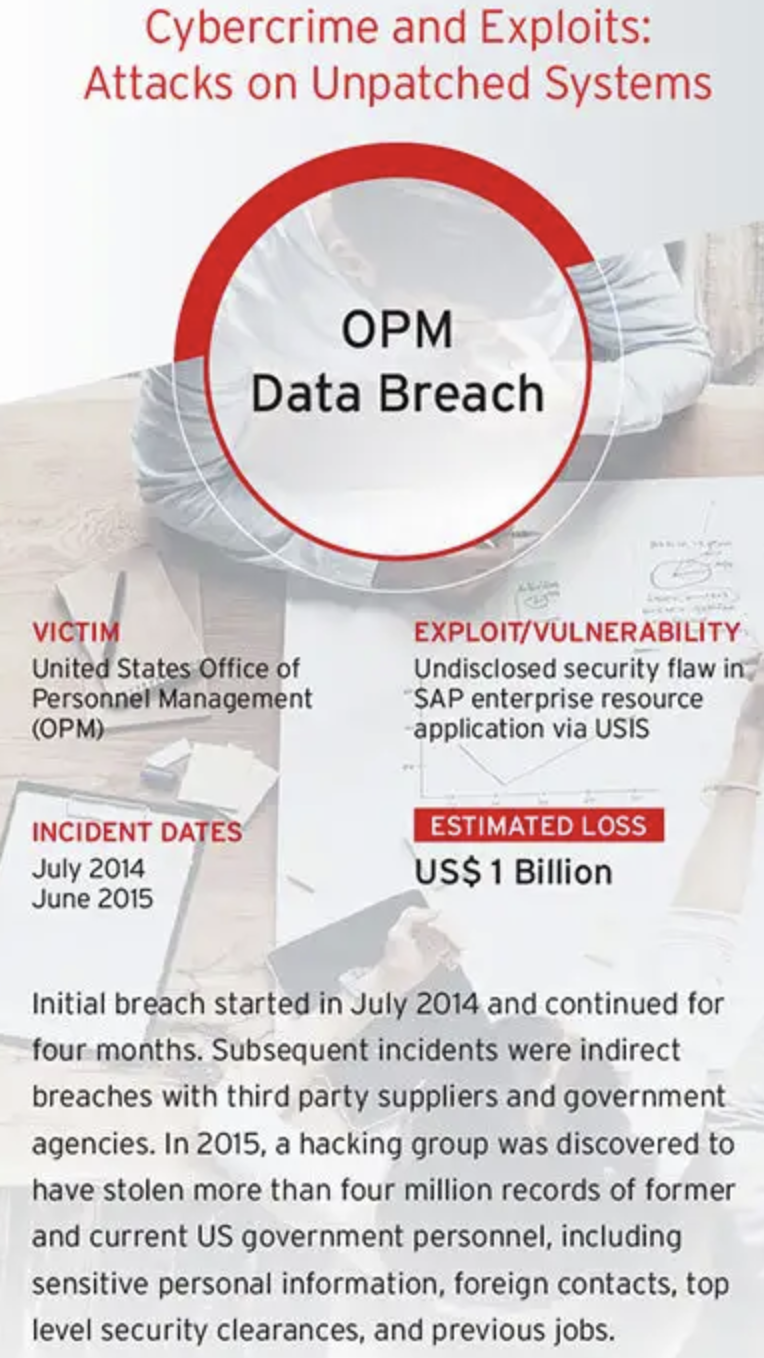 Cybercrime and Exploits:
Attacks on Unpatched Systems
OPM
Data Breach
VICTIM
United States Office of
Personnel Management
(OPM)
EXPLOIT/VULNERABILITY
Undisclosed security flaw in
SAP enterprise resource
application via USIS
INCIDENT DATES
July 2014
June 2015
ESTIMATED LOSS
US$ 1 Billion
Initial breach started in July 2014 and continued for
four months. Subsequent incidents were indirect
breaches with third party suppliers and government
agencies. In 2015, a hacking group was discovered to
have stolen more than four million records of former
and current US government personnel, including
sensitive personal information, foreign contacts, top
level security clearances, and previous jobs.